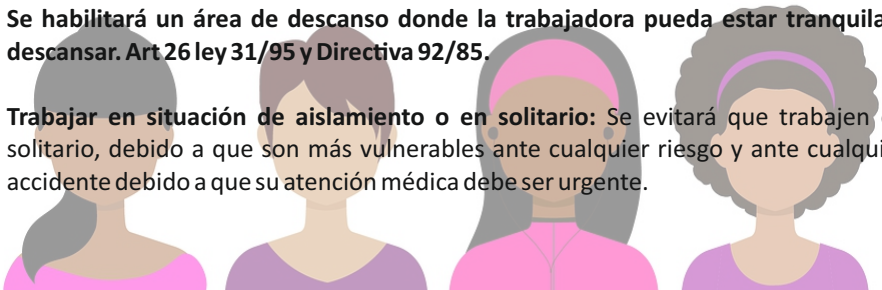 Se habilitará un área de descanso donde la trabajadora pueda estar tranquila
descansar. Art 26 ley 31/95 y Directiva 92/85.
Trabajar en situación de aislamiento o en solitario: Se evitará que trabajen
solitario, debido a que son más vulnerables ante cualquier riesgo y ante
accidente debido a que su atención médica debe ser urgente.